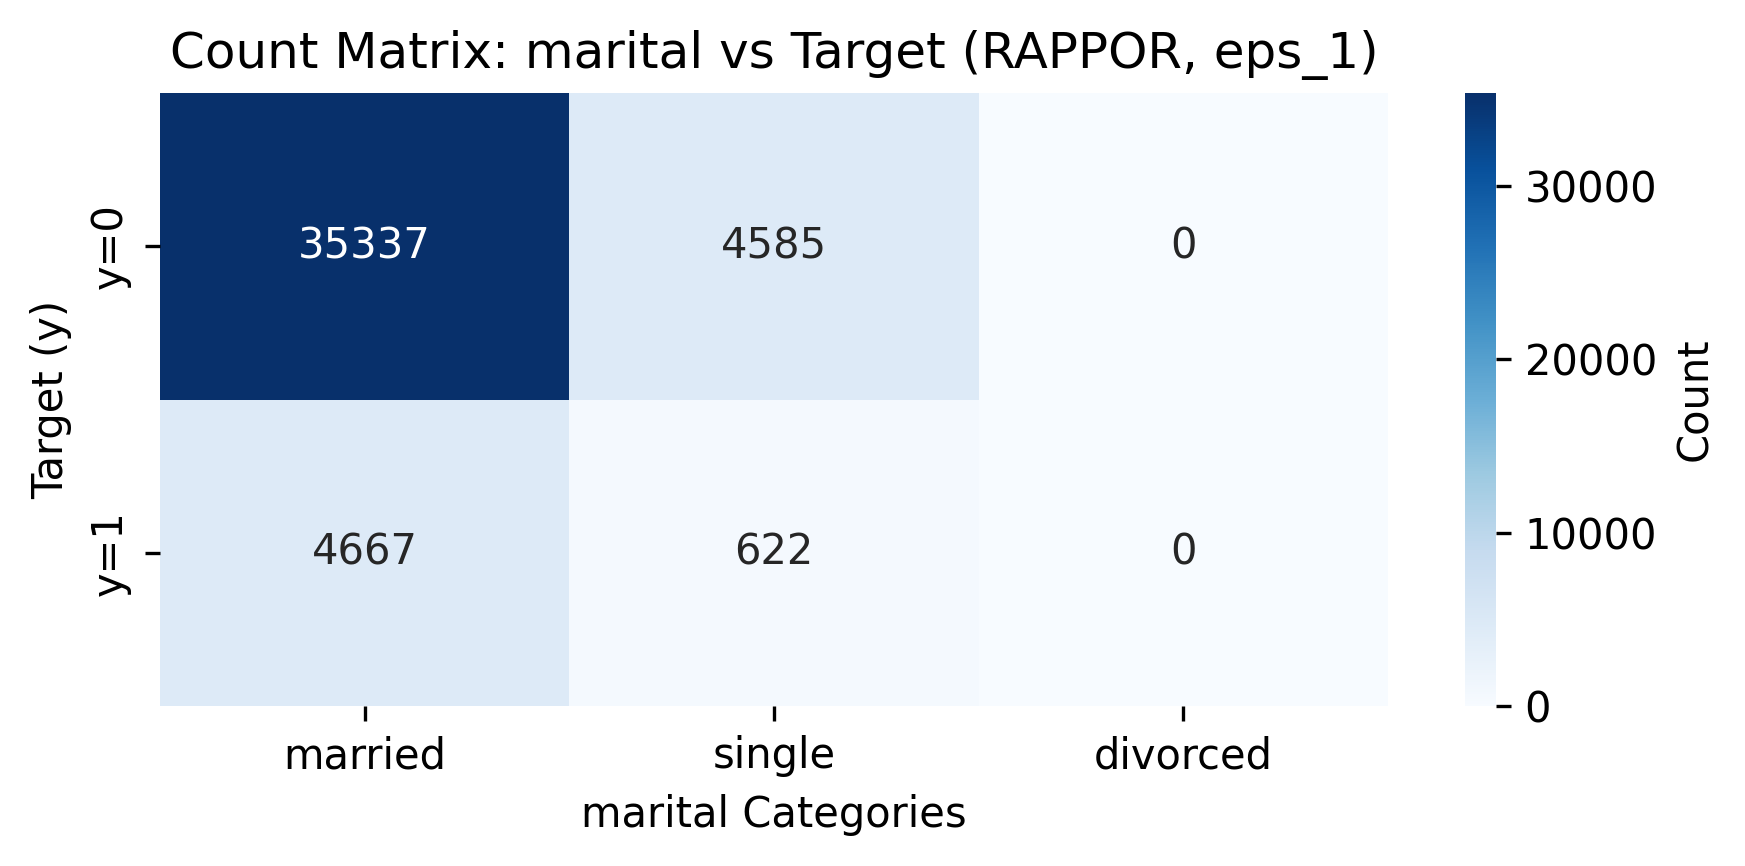 Count Matrix: marital vs Target (RAPPOR, eps_1)
Target (y)
y=0
35337
4585
0
y=1
4667
622
0
married
single
divorced
marital Categories
30000
20000
10000
0
Count